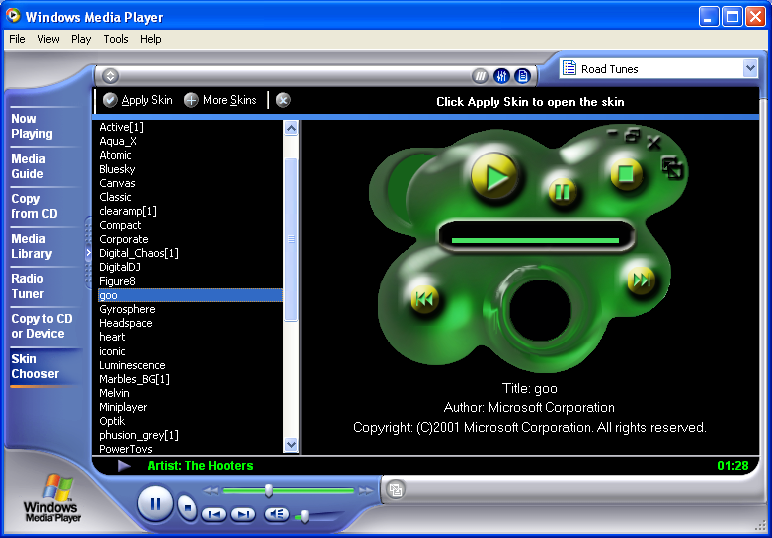 Windows Media Player
File View Play Tools Help
Road Tunes
Apply Skin More Skins
Click Apply Skin to open the skin
Now
Playing
Media
Guide
Copy
from CD
Media
Library
Radio
Tuner
Copy to CD
or Device
Skin
Chooser
Active[1]
Aqua_X
Atomic
Bluesky
Canvas
Classic
clearamp[1]
Compact
Corporate
Digital_Chaos[1]
DigitalDJ
Figure8
goo
Gyrosphere
Headspace
heart
iconic
Luminescence
Marbles_BG[1]
Melvin
Miniplayer
Optik
phusion_grey[1]
PowerToys
Title: goo
Author: Microsoft Corporation
Copyright: (C)2001 Microsoft Corporation. All rights reserved.
Artist: The Hooters
01:28
Windows
Media Player